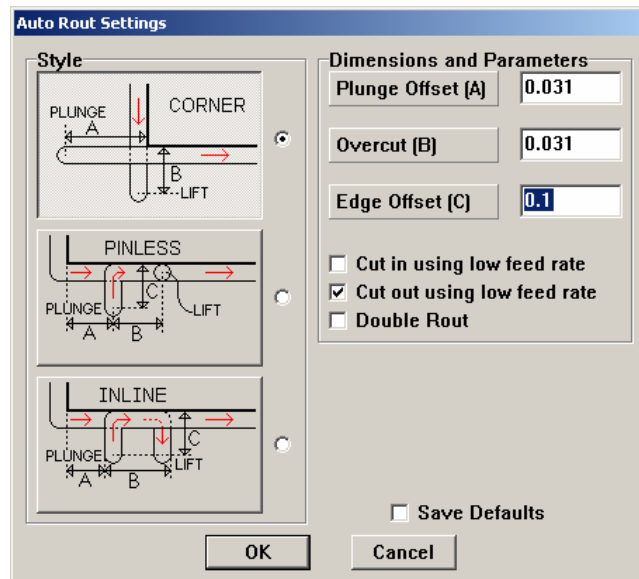 Auto Rout Settings
Style
CORNER
PLUNGE
A
B
LIFT
PINLESS
C
PLUNGE
LIFT
A
B
INLINE
C
PLUNGE
LIFT
A
B
Dimensions and Parameters
Plunge Offset (A) 0.031
Overcut (B) 0.031
Edge Offset (C) 0.1
Cut in using low feed rate
Cut out using low feed rate
Double Rout
Save Defaults
OK
Cancel